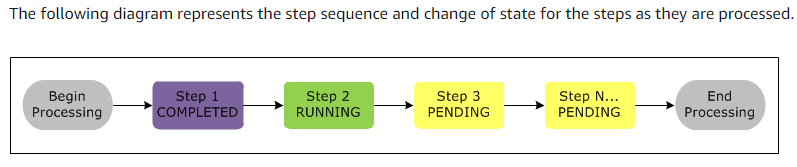 The following diagram represents the step sequence and change of state for the steps as they are processed.
Begin
Processing
Step 1
COMPLETED
Step 2
RUNNING
Step 3
PENDING
Step N...
PENDING
End
Processing